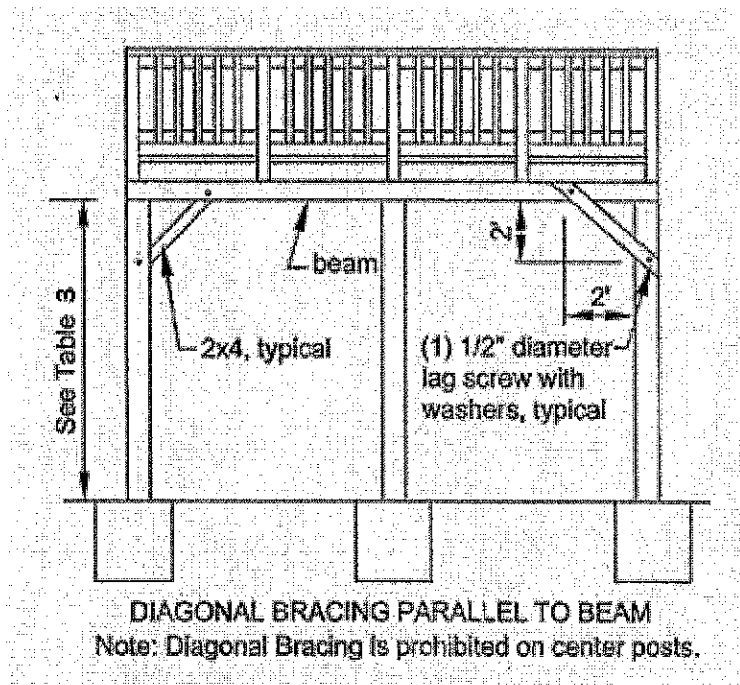 beam
2'
2'
2x4, typical
(1) 1/2" diameter
lag screw with
washers, typical
See Table 3
DIAGONAL BRACING PARALLEL TO BEAM
Note: Diagonal Bracing is prohibited on center posts.